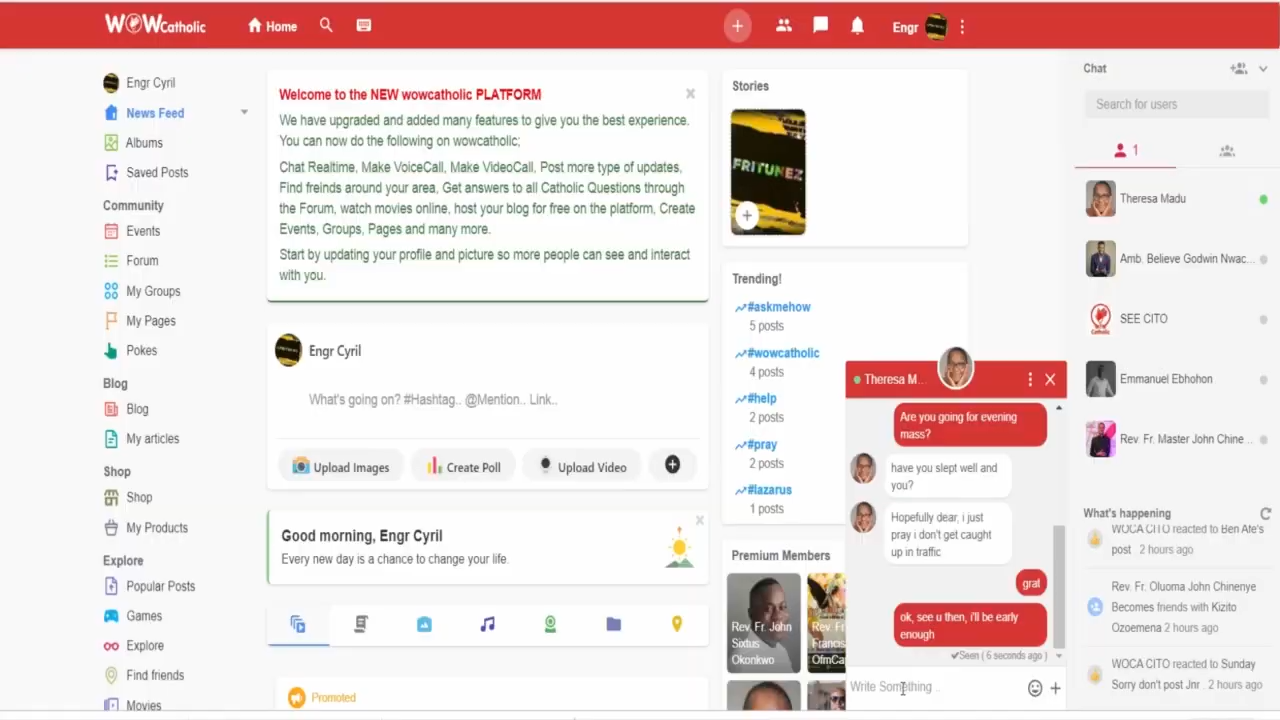 WOWCatholic
Home
Engr
Engr Cyril
News Feed
Albums
Saved Posts
Community
Events
Forum
My Groups
My Pages
Pokes
Blog
Blog
My articles
Shop
Shop
My Products
Explore
Popular Posts
Games
Explore
Find friends
Movies
Welcome to the NEW wowcatholic PLATFORM
We have upgraded and added many features to give you the best experience.
You can now do the following on wowcatholic;
Chat Realtime, Make VoiceCall, Make VideoCall, Post more type of updates,
Find freinds around your area, Get answers to all Catholic Questions through
the Forum, watch movies online, host your blog for free on the platform, Create
Events, Groups, Pages and many more.
Start by updating your profile and picture so more people can see and interact
with you.
Engr Cyril
What's going on? #Hashtag.. @Mention.. Link..
Upload Images
Create Poll
Upload Video
Good morning, Engr Cyril
Every new day is a chance to change your life.
Promoted
Stories
FRITUNEZ
Trending!
#askmehow
5 posts
#wowcatholic
4 posts
#help
2 posts
#pray
2 posts
#lazarus
1 posts
Premium Members
Rev. Fr. John
Sixtus
Okonkwo
Rev. Fr.
Francis
OfmCa
Theresa M...
Are you going for evening
mass?
have you slept well and
you?
Hopefully dear, i just
pray i don't get caught
up in traffic
grat
ok, see u then, i'll be early
enough
Seen ( 6 seconds ago )
Write Something ..
Chat
Search for users
1
Theresa Madu
Amb. Believe Godwin Nwac...
SEE CITO
Catholic
Emmanuel Ebhohon
Rev. Fr. Master John Chine ...
What's happening
WOCA CITO reacted to Ben Afe's
post . 2 hours ago
Rev. Fr. Oluoma John Chinenye
Becomes friends with Kizito
Ozoemena 2 hours ago
WOCA CITO reacted to Sunday
Sorry don't post Jnr . 2 hours ago